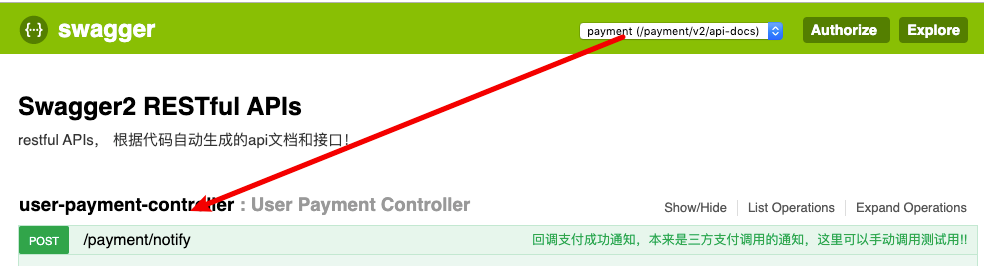 {··} swagger
payment (/payment/v2/api-docs)
Authorize
Explore
Swagger2 RESTful APIs
restful APIs， 根据代码自动生成的api文档和接口！
user-payment-controller : User Payment Controller
Show/Hide
List Operations
Expand Operations
POST
/payment/notify
回调支付成功通知，本来是三方支付调用的通知，这里可以手动调用测试用!!